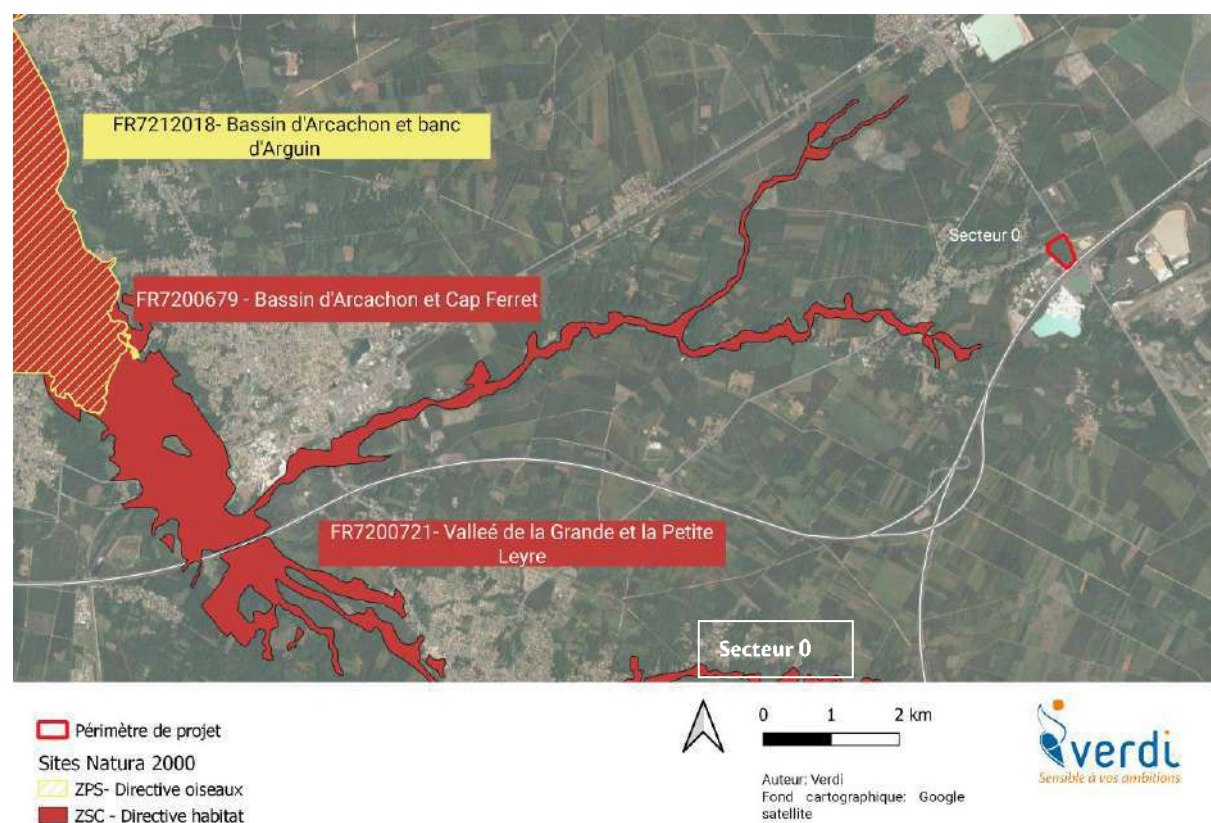 FR7212018- Bassin d'Arcachon et banc
d'Arguin
Secteur 0
FR7200679 - Bassin d'Arcachon et Cap Ferret
FR7200721- Valleé de la Grande et la Petite
Leyre
Secteur 0
Périmètre de projet
Sites Natura 2000
ZPS- Directive oiseaux
ZSC - Directive habitat
0 1 2 km
Auteur: Verdi
Fond cartographique: Google
satellite
verdi
Sensible à vos ambitions